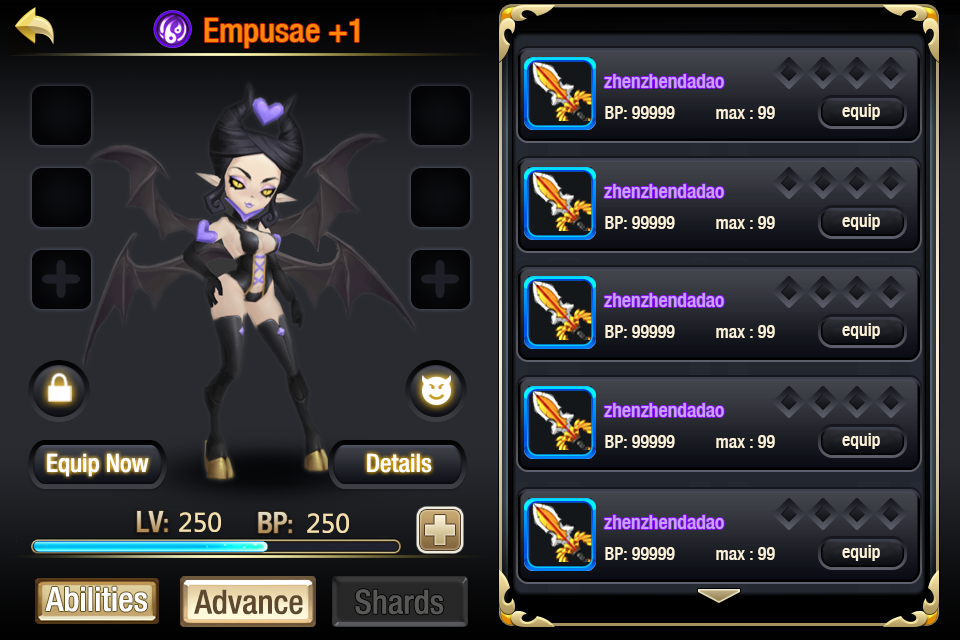 Empusae +1
Equip Now
Details
LV: 250 BP: 250
Abilities
Advance
Shards
zhenzhendadao
BP: 99999 max : 99 equip
zhenzhendadao
BP: 99999 max : 99 equip
zhenzhendadao
BP: 99999 max : 99 equip
zhenzhendadao
BP: 99999 max : 99 equip
zhenzhendadao
BP: 99999 max : 99 equip